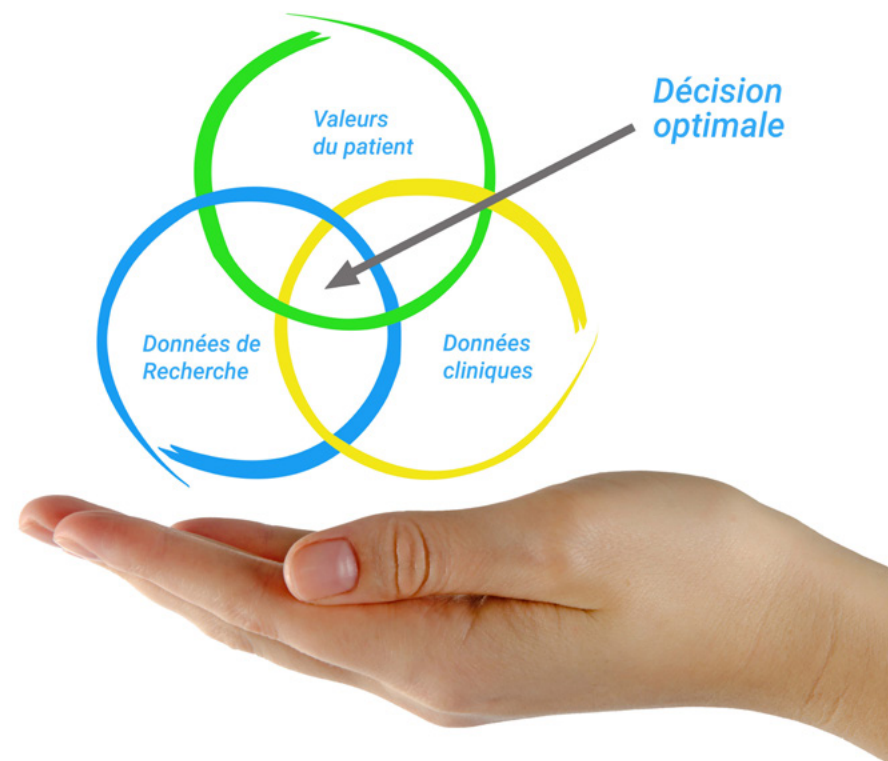 Valeurs
du patient
Décision
optimale
Données de
Recherche
Données
cliniques